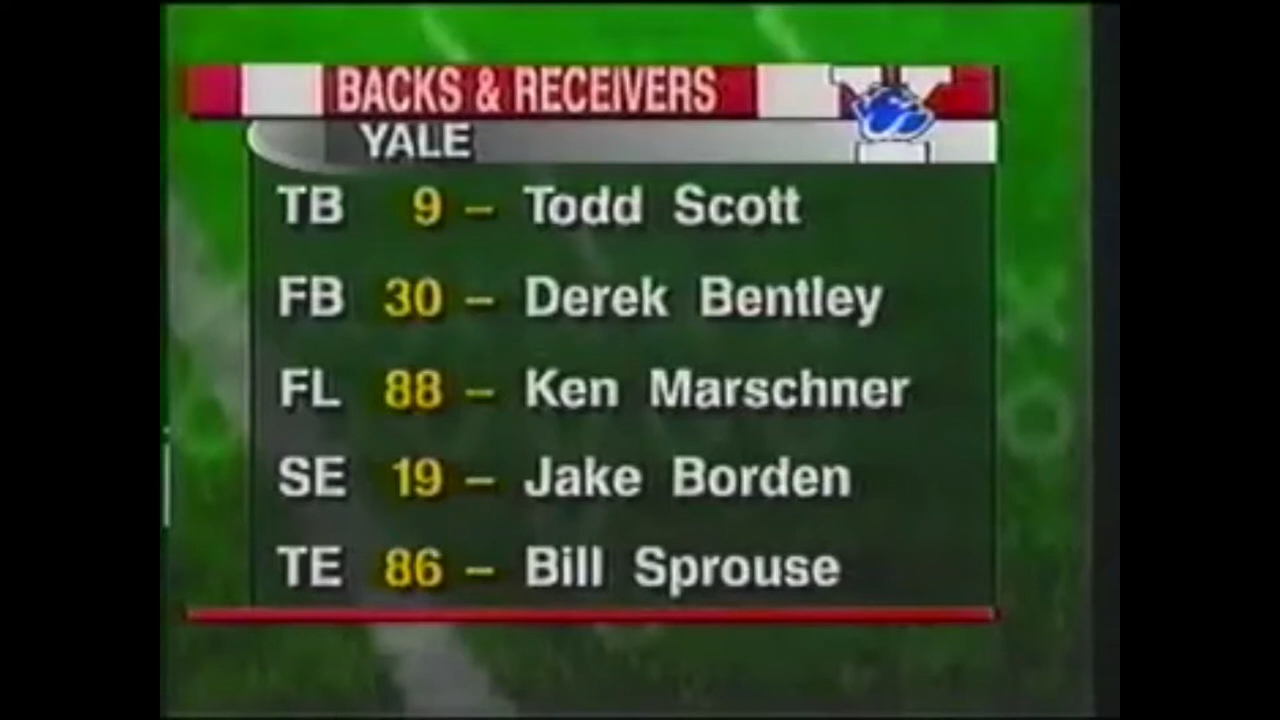 BACKS & RECEIVERS
YALE
TB 9 – Todd Scott
FB 30 – Derek Bentley
FL 88 – Ken Marschner
SE 19 – Jake Borden
TE 86 – Bill Sprouse